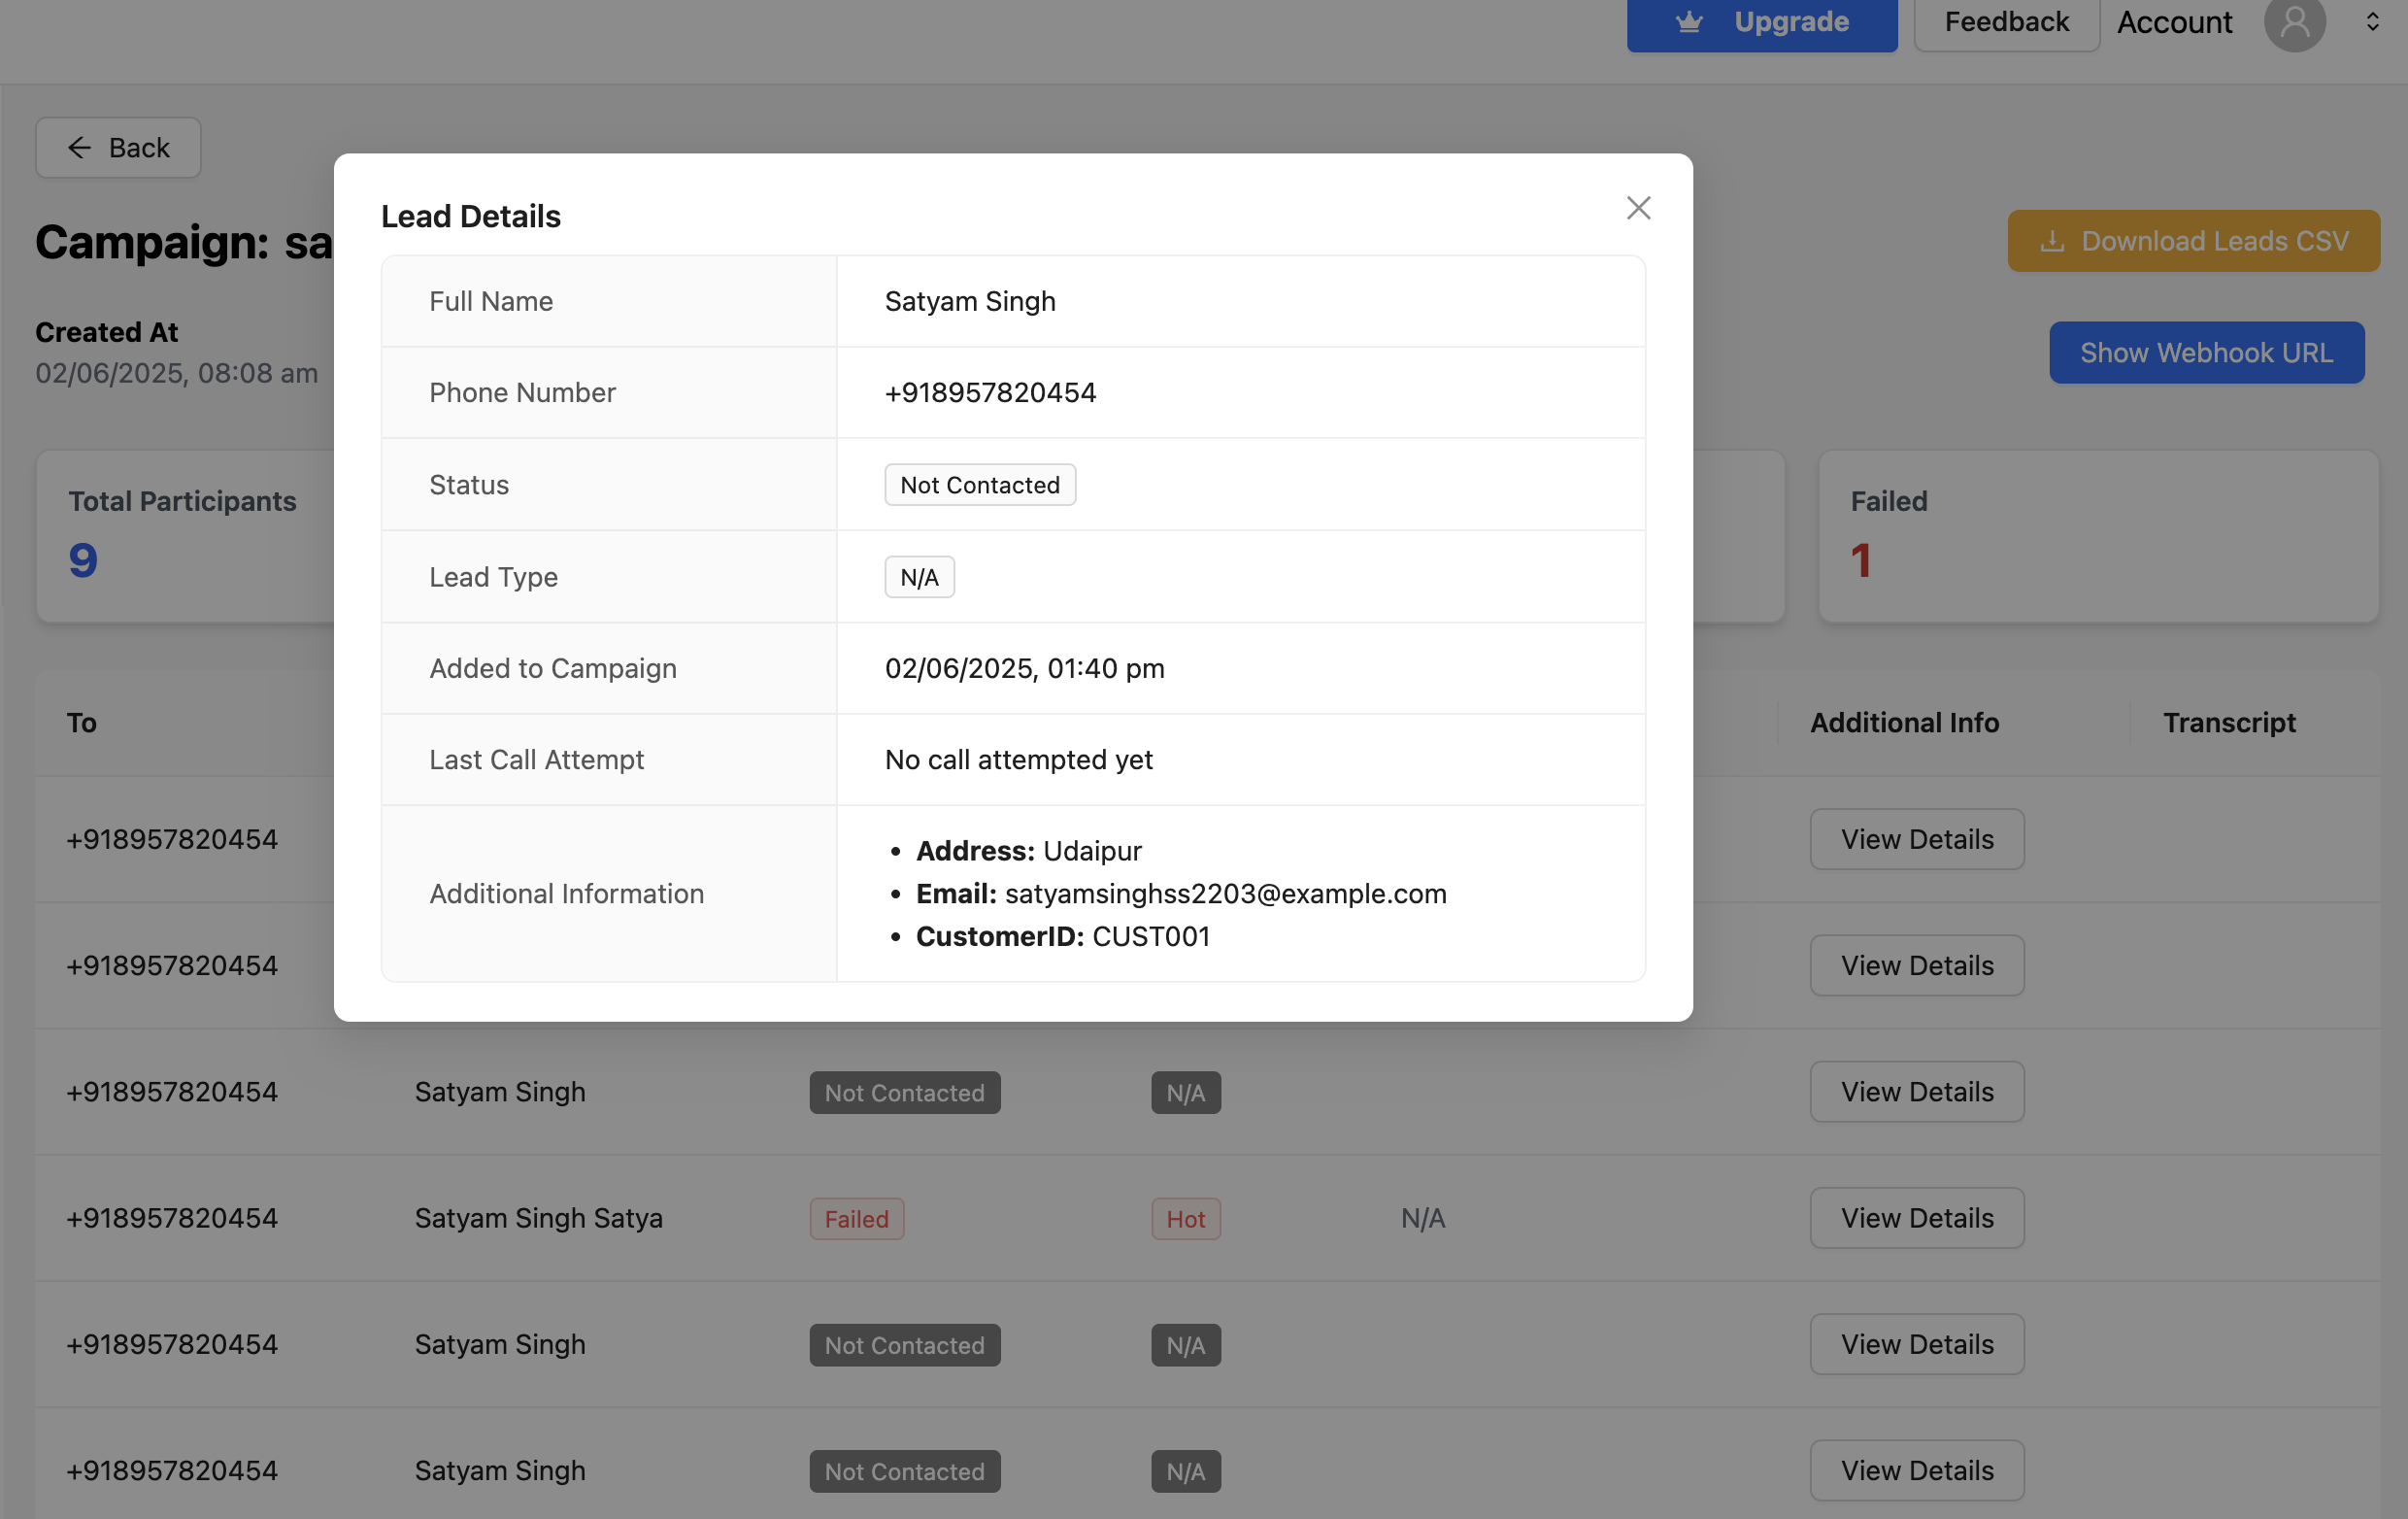 Upgrade Feedback Account
Back
Lead Details
Campaign: sa
Download Leads CSV
Full Name Satyam Singh
Created At
02/06/2025, 08:08 am
Show Webhook URL
Phone Number +918957820454
Status Not Contacted
Total Participants
9
Failed
1
Lead Type N/A
Added to Campaign 02/06/2025, 01:40 pm
To Additional Info Transcript
Last Call Attempt No call attempted yet
Additional Information
• Address: Udaipur
• Email: satyamsinghss2203@example.com
• CustomerID: CUST001
+918957820454 View Details
+918957820454 View Details
+918957820454 Satyam Singh Not Contacted N/A View Details
+918957820454 Satyam Singh Satya Failed Hot N/A View Details
+918957820454 Satyam Singh Not Contacted N/A View Details
+918957820454 Satyam Singh Not Contacted N/A View Details